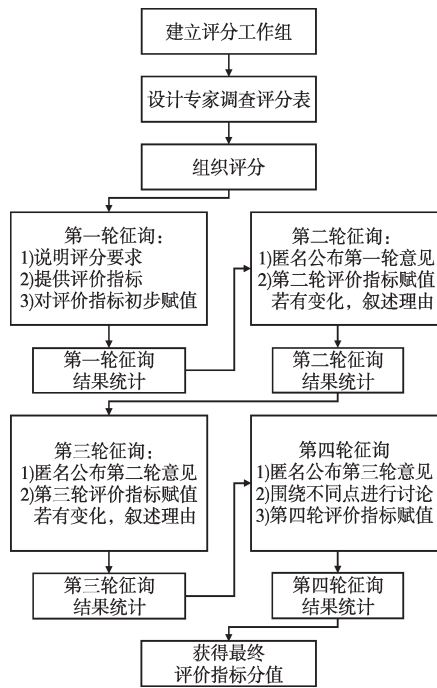 建立评分工作组
设计专家调查评分表
组织评分
第一轮征询：
1)说明评分要求
2)提供评价指标
3)对评价指标初步赋值
第二轮征询：
1)匿名公布第一轮意见
2)第二轮评价指标赋值
若有变化，叙述理由
第一轮征询
结果统计
第二轮征询
结果统计
第三轮征询：
1)匿名公布第二轮意见
2)第三轮评价指标赋值
若有变化，叙述理由
第四轮征询
1)匿名公布第三轮意见
2)围绕不同点进行讨论
3)第四轮评价指标赋值
第三轮征询
结果统计
第四轮征询
结果统计
获得最终
评价指标分值